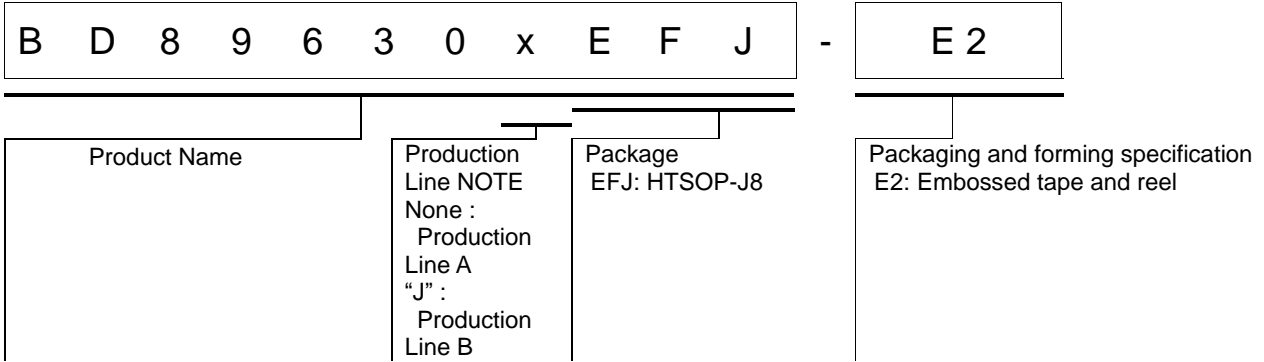 B D 8 9 6 3 0 x E F J - E 2
Product Name
Production
Line NOTE
None :
Production
Line A
“J” :
Production
Line B
Package
EFJ: HTSOP-J8
Packaging and forming specification
E2: Embossed tape and reel